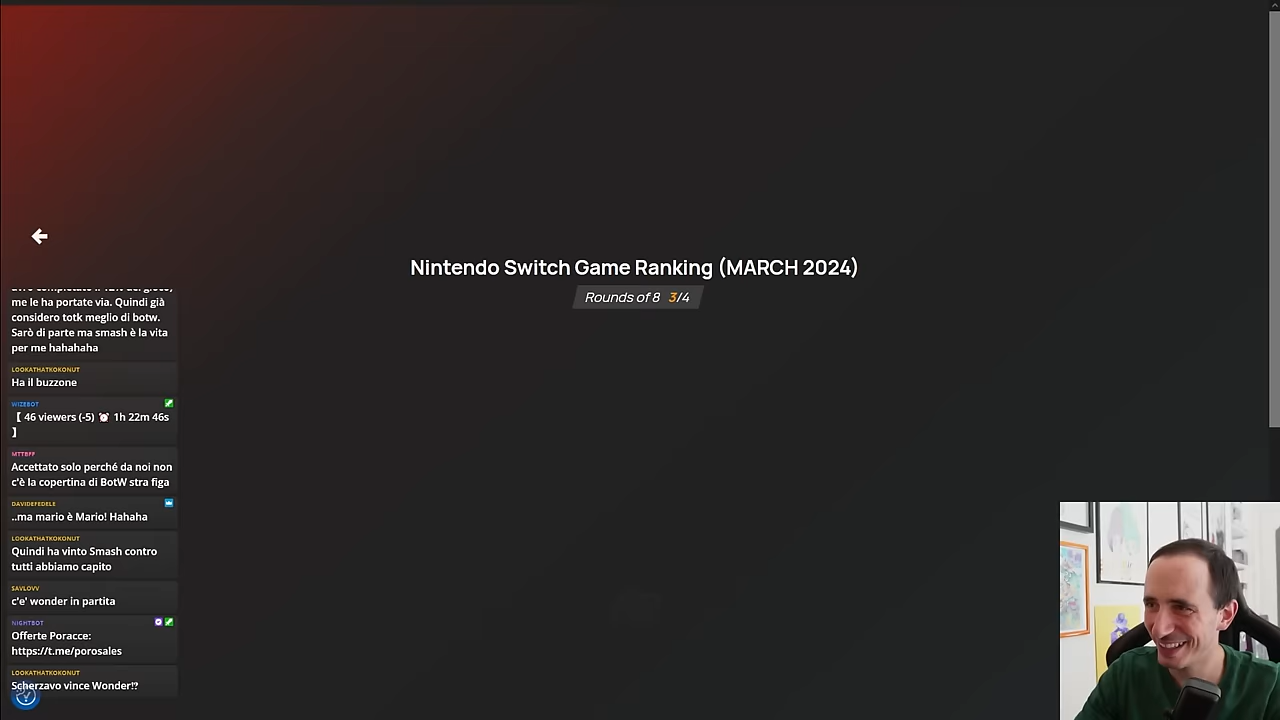 Nintendo Switch Game Ranking (MARCH 2024)
Rounds of 8 3/4
me le ha portate via. Quindi già
considero totk meglio di botw.
Sarò di parte ma smash è la vita
per me hahahaha
LOOKATHATKOKONUT
Ha il buzzone
WIZEBOT
【 46 viewers (-5) ⏰ 1h 22m 46s
】
MTTBFF
Accettato solo perché da noi non
c'è la copertina di BotW stra figa
DAVIDEFEDELE
..ma mario è Mario! Hahaha
LOOKATHATKOKONUT
Quindi ha vinto Smash contro
tutti abbiamo capito
SAVLOVV
c'e' wonder in partita
NIGHTBOT
Offerte Poracce:
https://t.me/porosales
LOOKATHATKOKONUT
Scherzavo vince Wonder!?